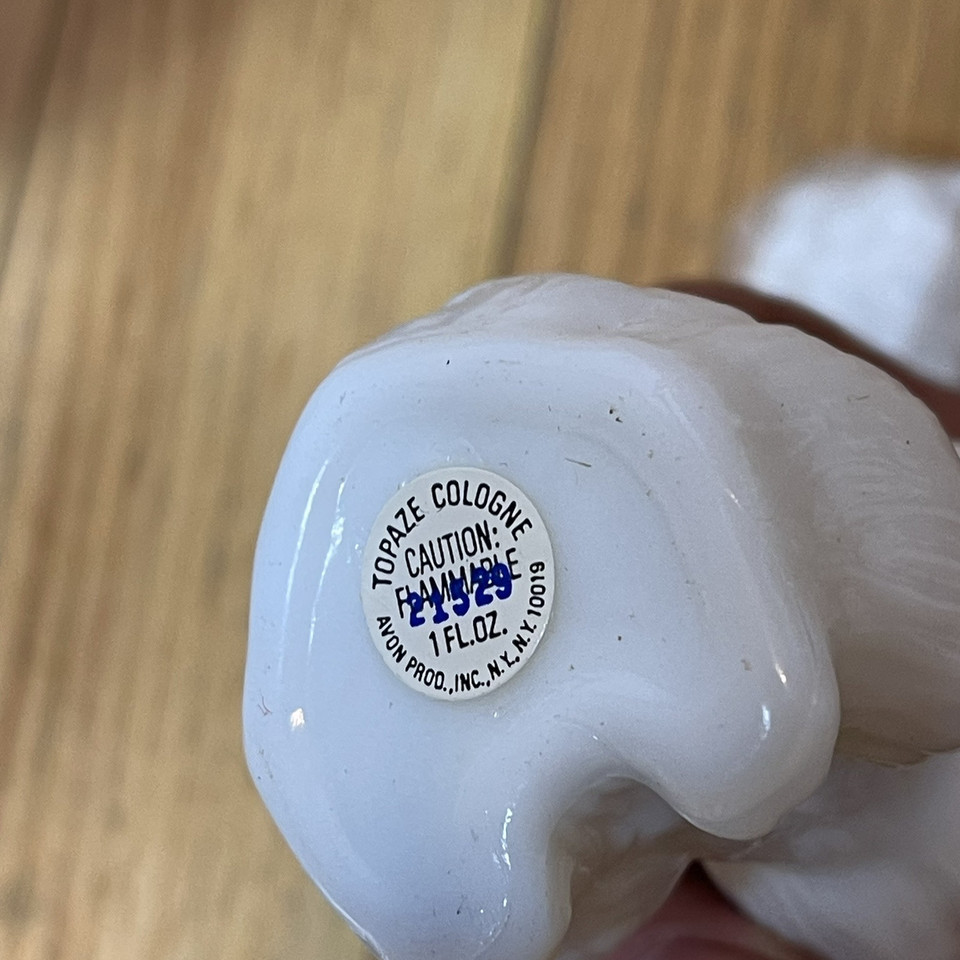 TOPAZE COLOGNE
CAUTION:
FLAMMABLE
21529
1 FL.OZ.
AVON PROD., INC., N.Y., N.Y. 10019